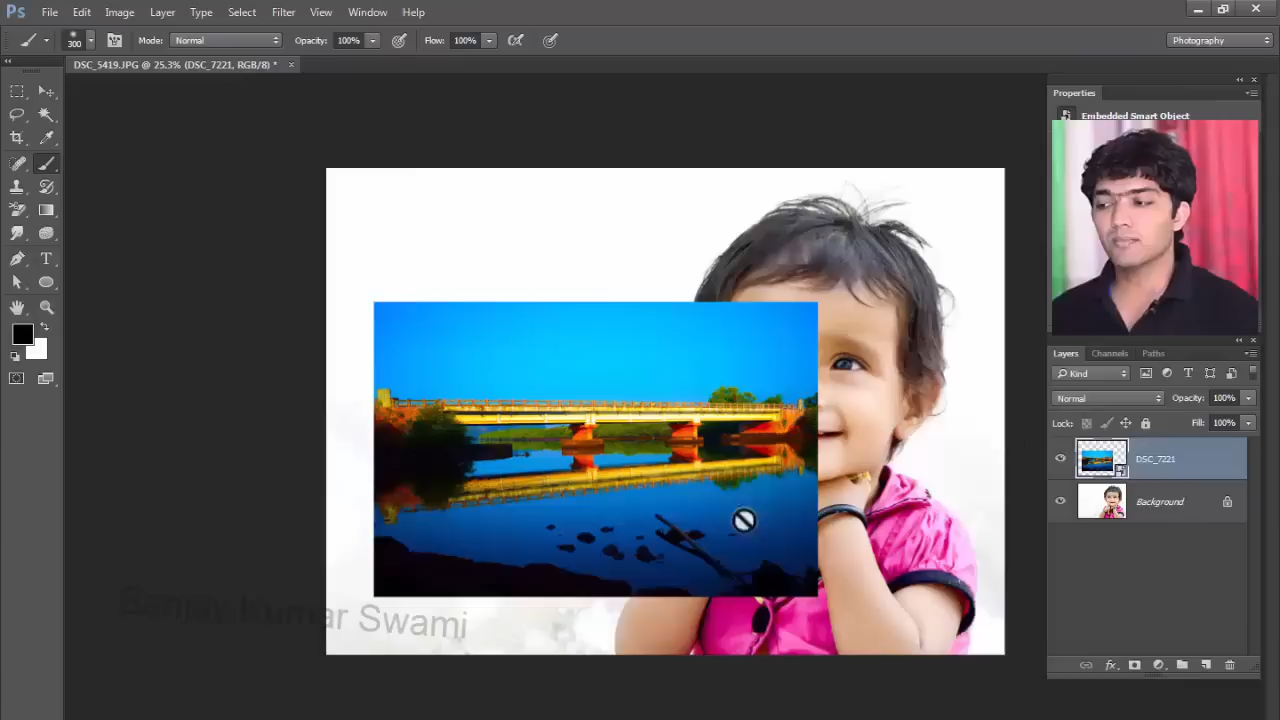 Ps File Edit Image Layer Type Select Filter View Window Help
300 Mode: Normal Opacity: 100% Flow: 100% Photography
DSC_5419.JPG @ 25.3% (DSC_7221, RGB/8) *
Properties
Embedded Smart Object
Layers Channels Paths
Kind
Normal Opacity: 100%
Lock: Fill: 100%
DSC_7221
Background
Sanjay Kumar Swami